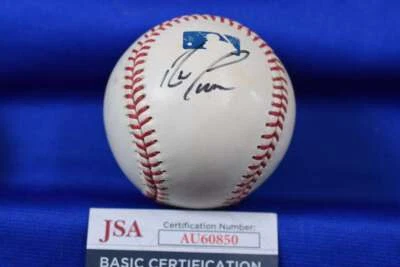 JSA
Certification Number:
AU60850
BASIC CERTIFICATION